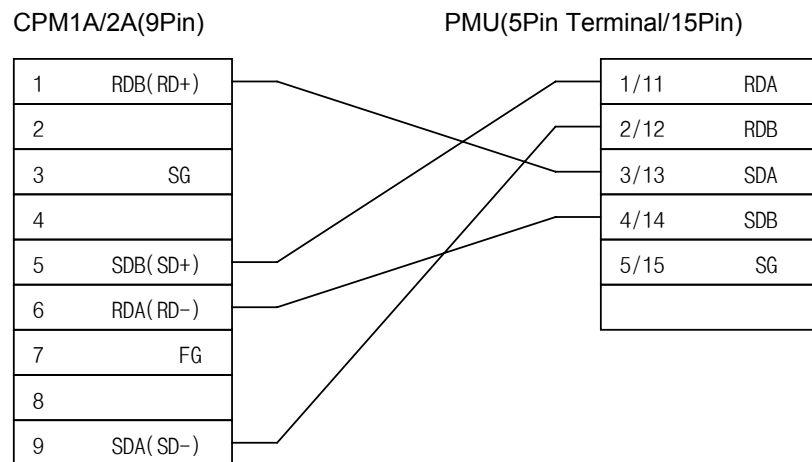 CPM1A/2A(9Pin) PMU(5Pin Terminal/15Pin)
1 RDB(RD+) 1/11 RDA
2 2/12 RDB
3 SG 3/13 SDA
4 4/14 SDB
5 SDB(SD+) 5/15 SG
6 RDA(RD-)
7 FG
8
9 SDA(SD-)